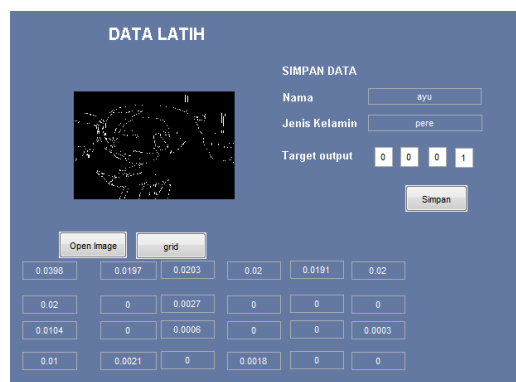 DATA LATIH
SIMPAN DATA
Nama ayu
Jenis Kelamin pere
Target output 0 0 0 1
Simpan
Open Image grid
0.0398 0.0197 0.0203 0.02 0.0191 0.02
0.02 0 0.0027 0 0 0
0.0104 0 0.0006 0 0 0.0003
0.01 0.0021 0 0.0018 0 0